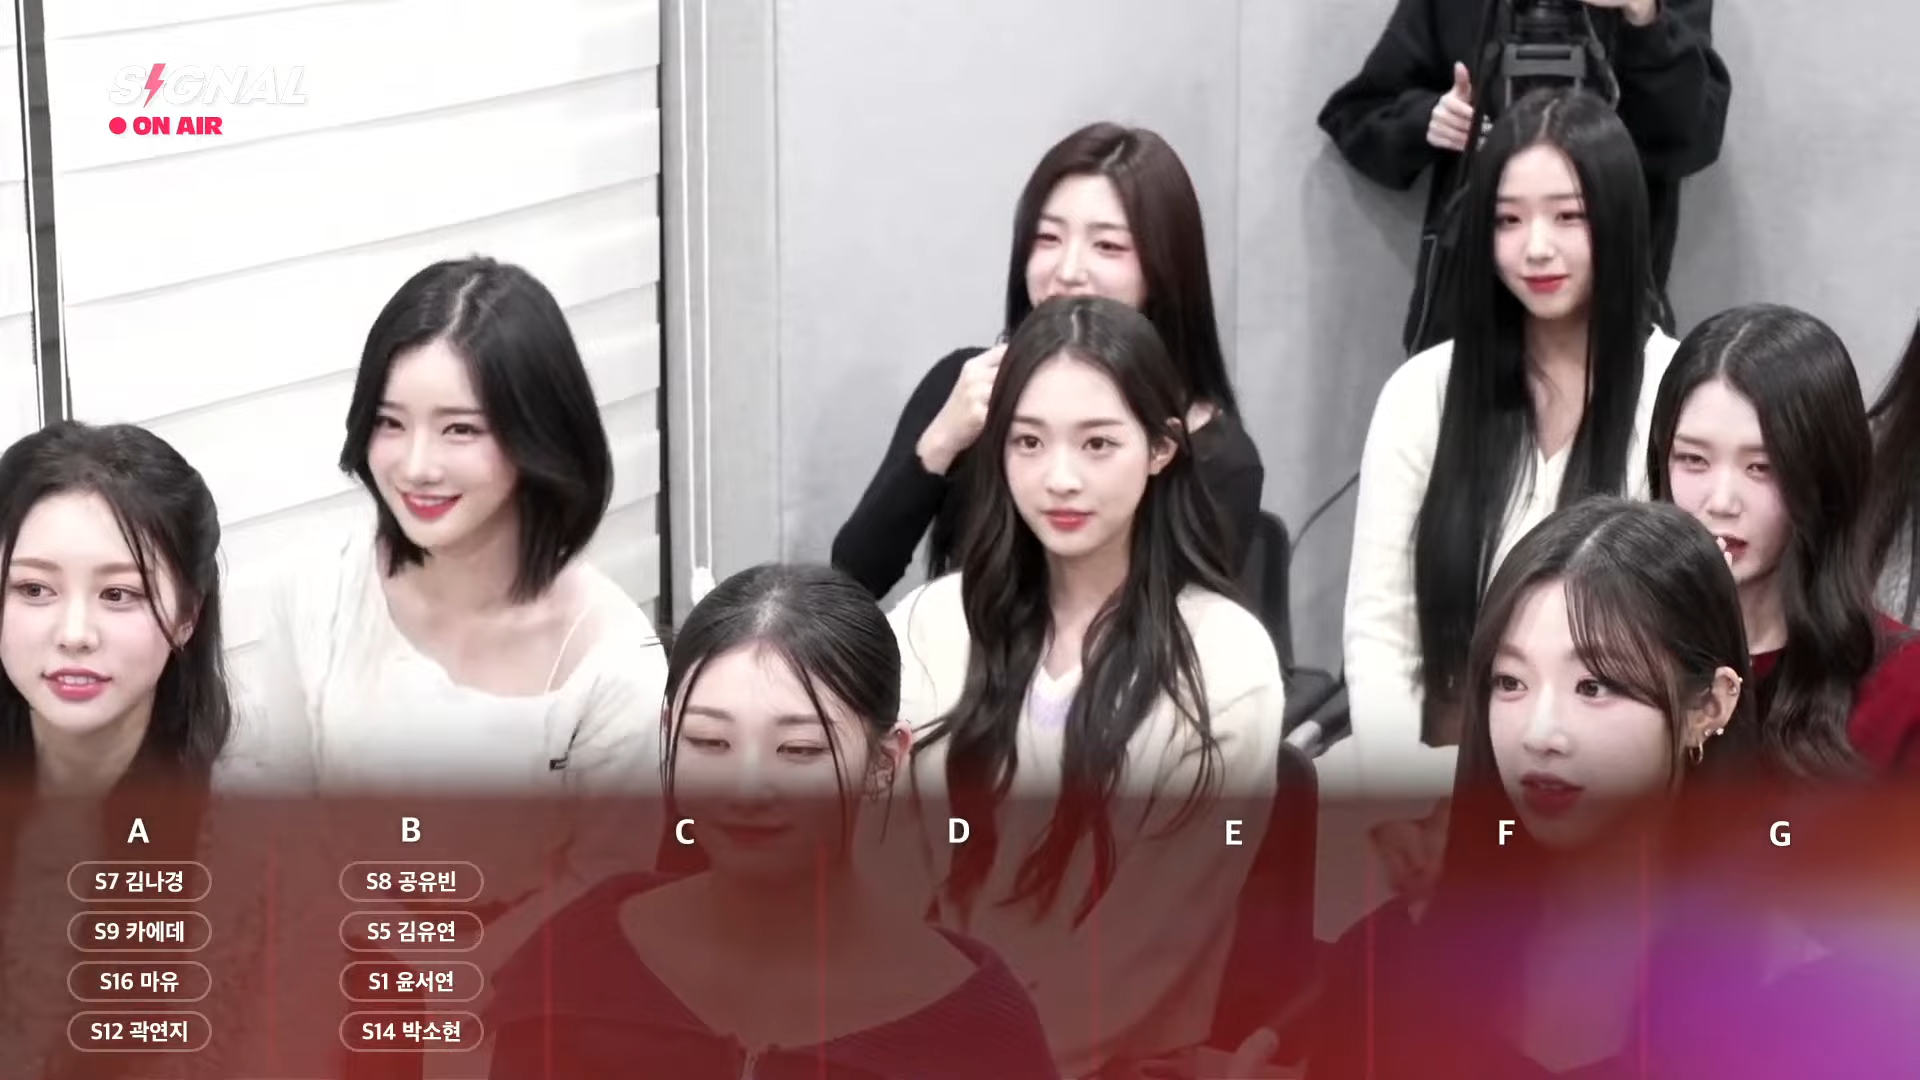 SIGNAL
ON AIR
A B C D E F G
S7 김나경 S8 공유빈
S9 카에데 S5 김유연
S16 마유 S1 윤서연
S12 곽연지 S14 박소현